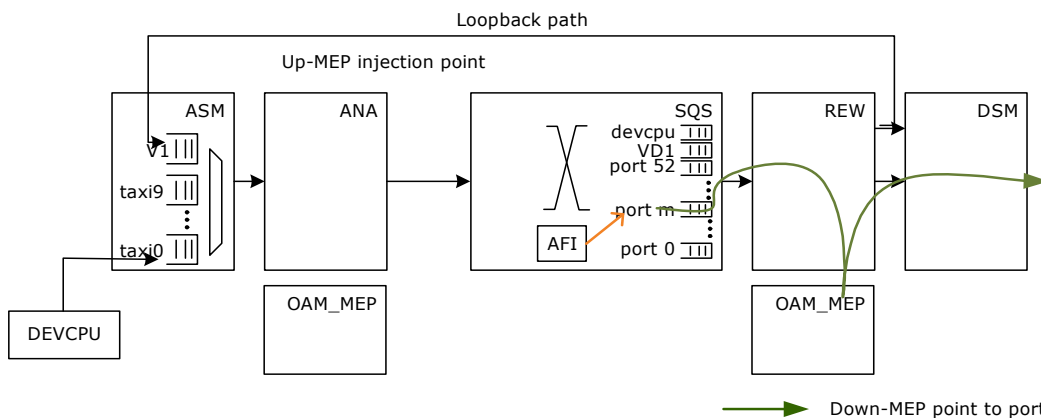 Loopback path
Up-MEP injection point
ASM
ANA
SQS
REW
DSM
V1
devcpu
VD1
port 52
taxi9
port m
AFI
taxi0
port 0
OAM_MEP
OAM_MEP
DEVCPU
Down-MEP point to port